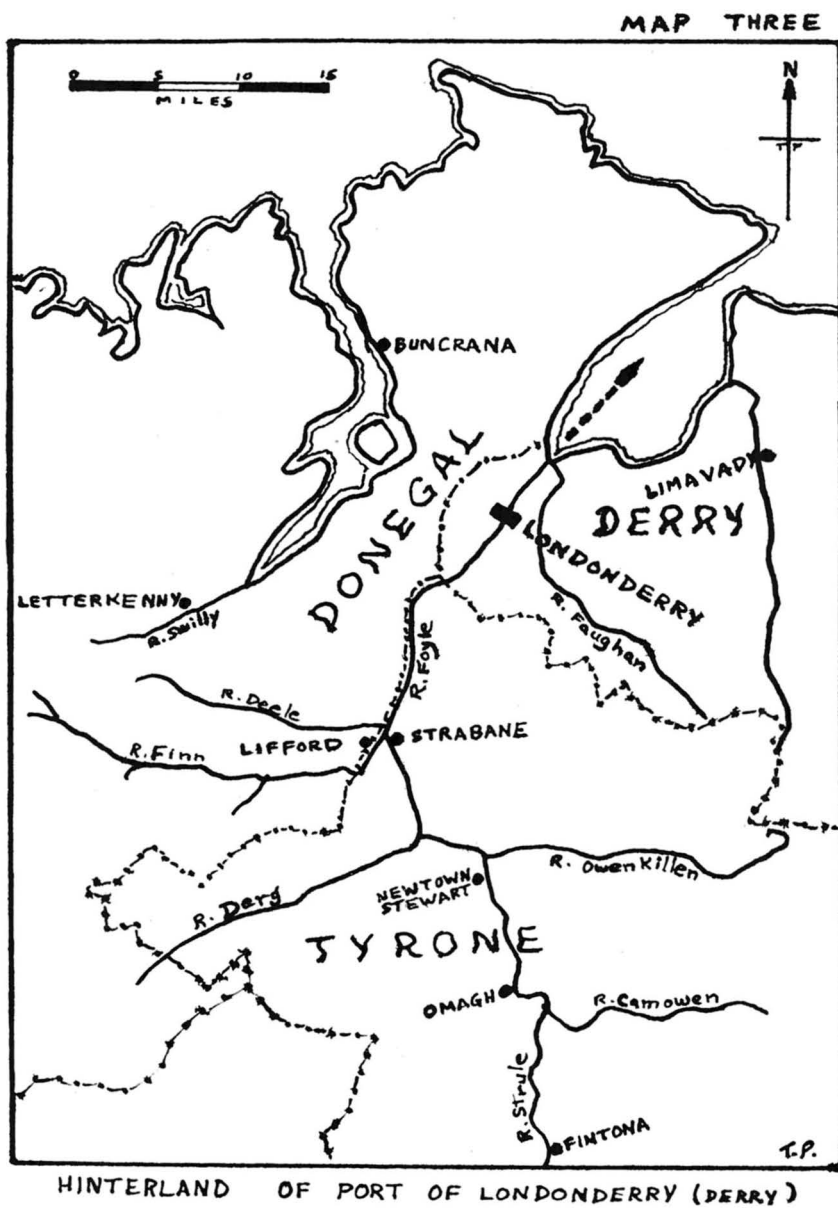 MAP THREE
0 5 10 15
MILES
N
T P
BUNCRANA
DONEGAL
LIMAVADY
DERRY
LONDONDERRY
LETTERKENNY
R. Swilly
R. Faughan
R. Foyle
R. Deele
LIFFORD
STRABANE
R. Finn
R. Owenkillen
NEWTOWN
STEWART
R. Derg
TYRONE
OMAGH
R. Camowen
R. Strule
FINTONA
T.P.
HINTERLAND OF PORT OF LONDONDERRY (DERRY)